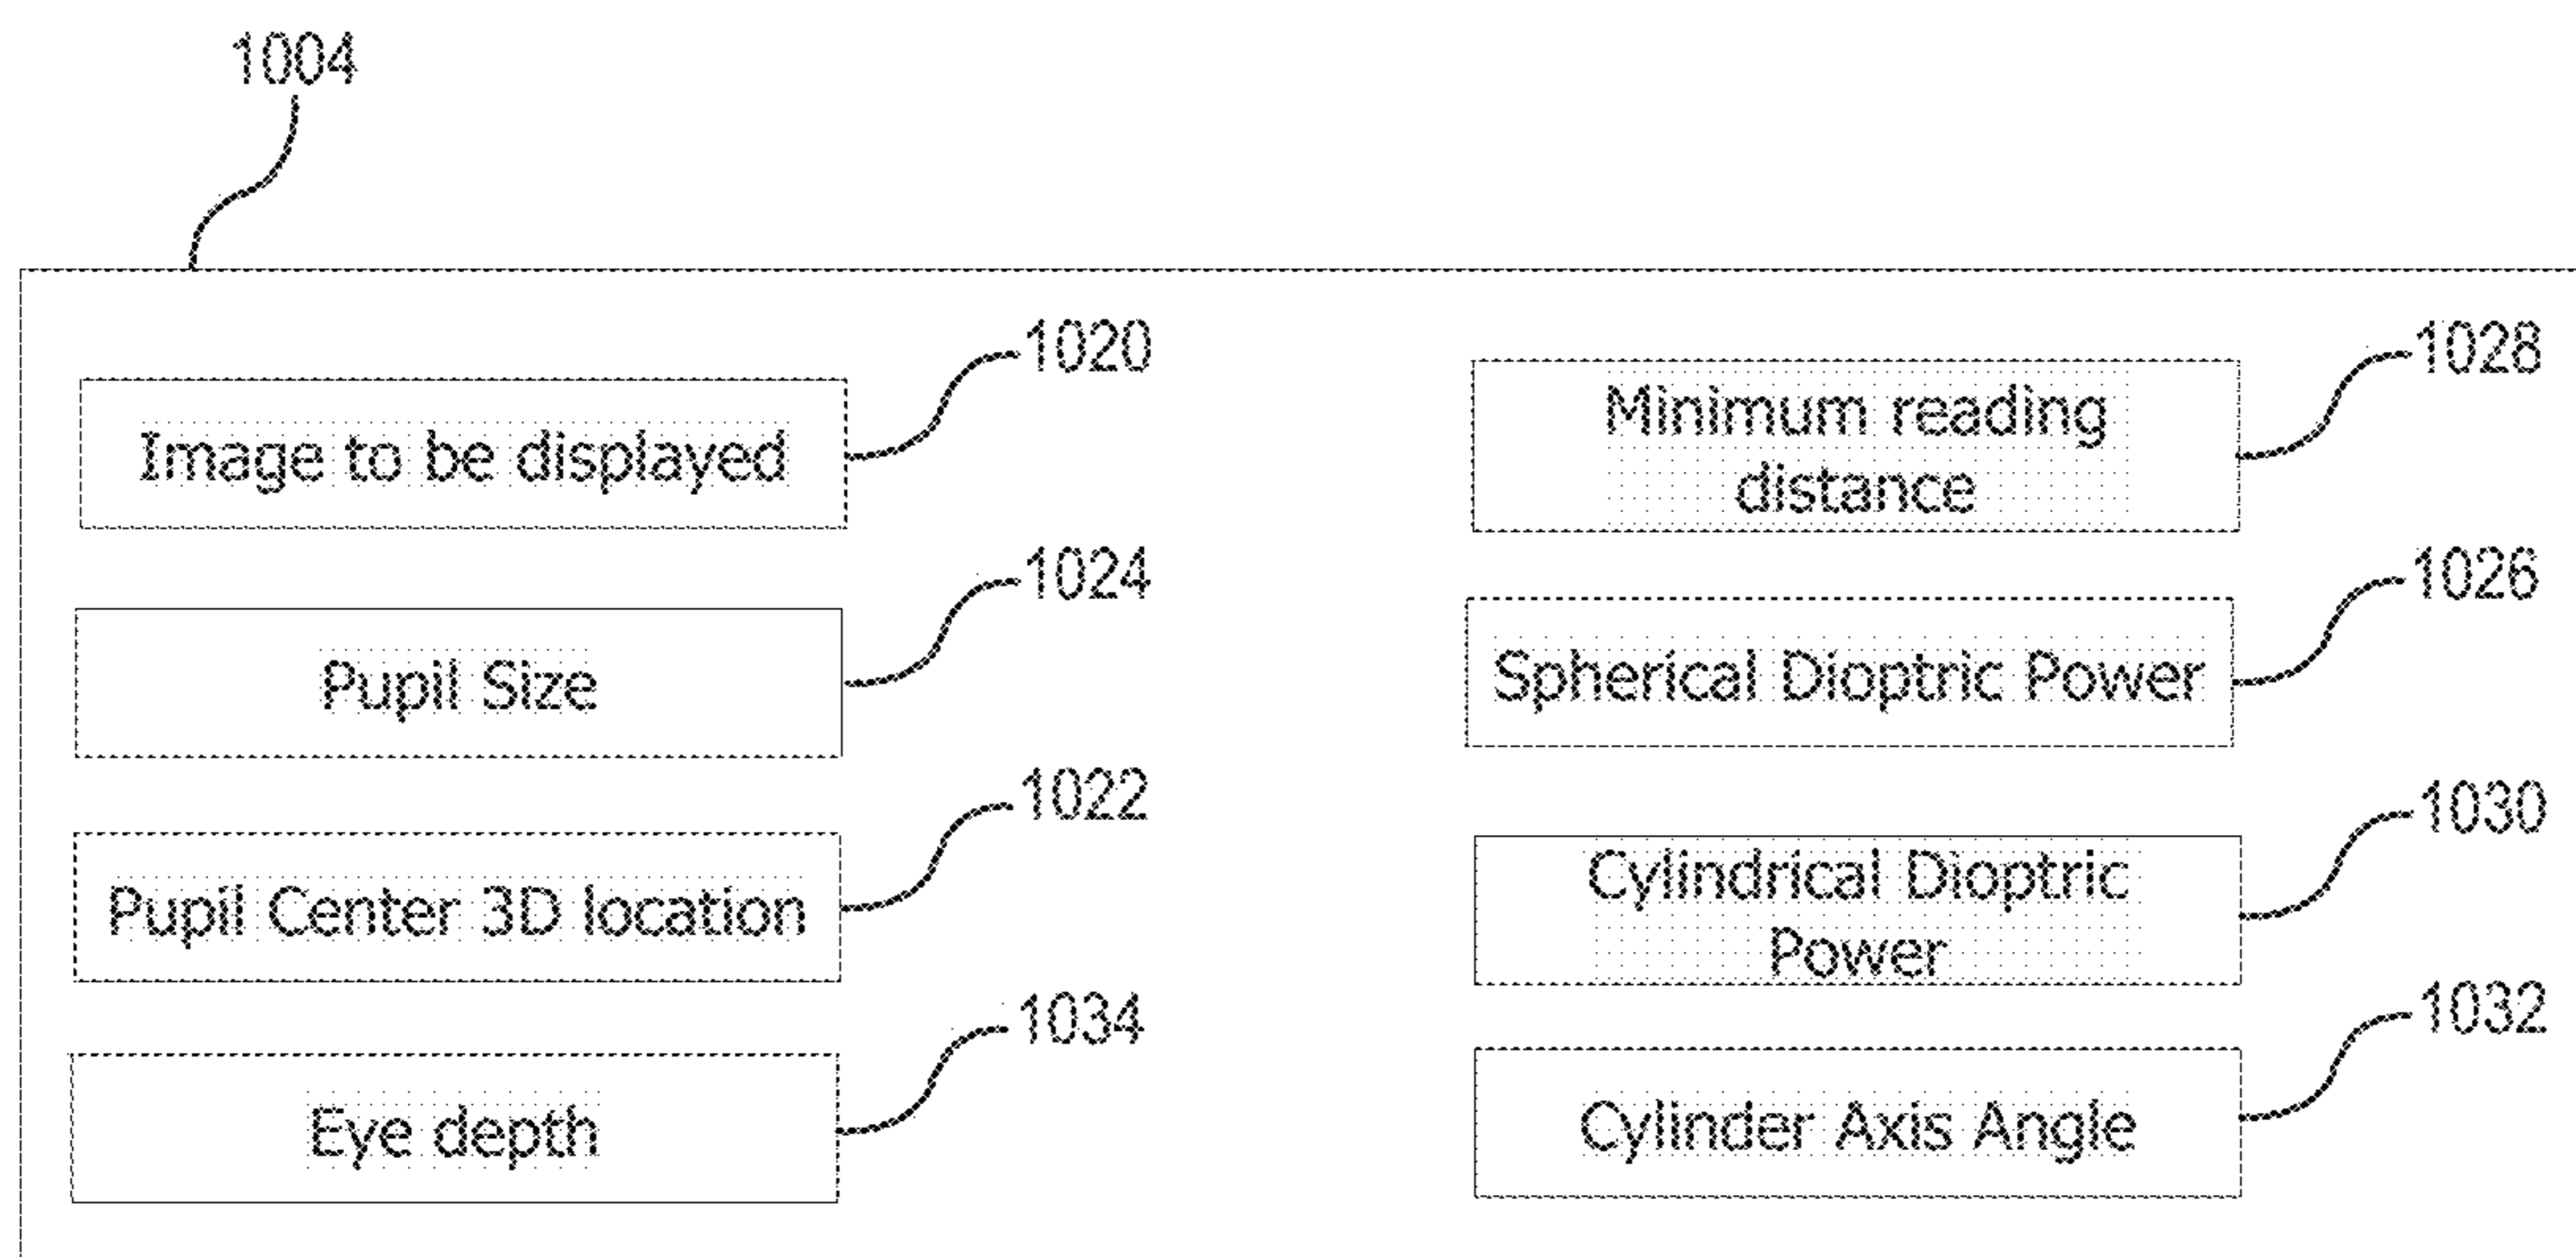 1004
1020
Image to be displayed
1024
Pupil Size
1022
Pupil Center 3D location
1034
Eye depth
1028
Minimum reading
distance
1026
Spherical Dioptric Power
1030
Cylindrical Dioptric
Power
1032
Cylinder Axis Angle